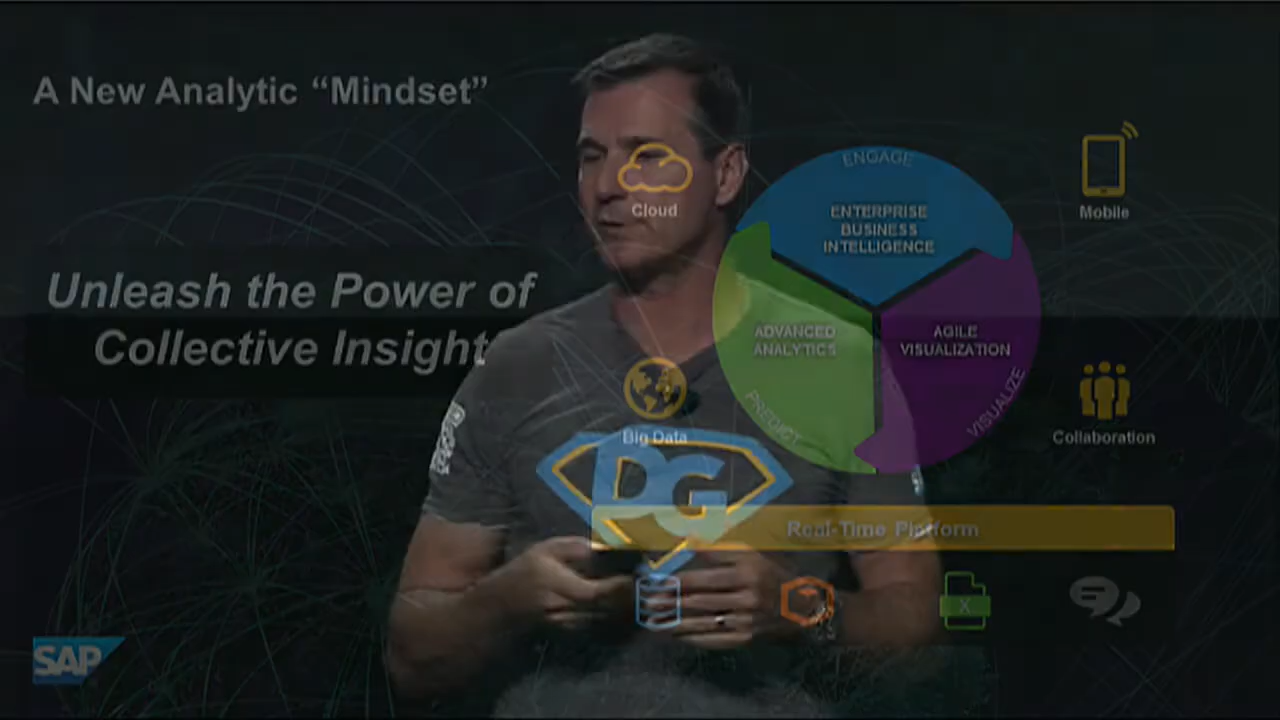 A New Analytic “Mindset”
Unleash the Power of
Collective Insight
Cloud
Big Data
ENGAGE
ENTERPRISE
BUSINESS
INTELLIGENCE
ADVANCED
ANALYTICS
AGILE
VISUALIZATION
PREDICT
VISUALIZE
Mobile
Collaboration
Real-Time Platform
DG
X
SAP